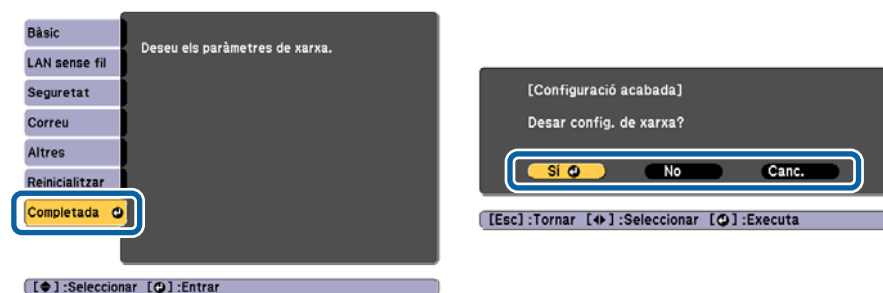 Bàsic
LAN sense fil
Seguretat
Correu
Altres
Reinicialitzar
Completada
Deseu els paràmetres de xarxa.
[ ]:Seleccionar [ ]:Entrar
[Configuració acabada]
Desar config. de xarxa?
Sí No Canc.
[Esc]:Tornar [ ]:Seleccionar [ ]:Executa